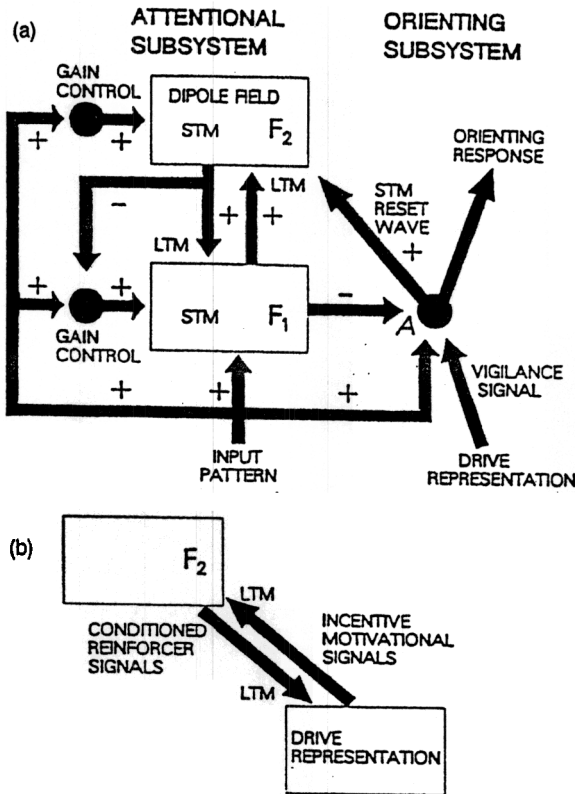 (a)
ATTENTIONAL
SUBSYSTEM
ORIENTING
SUBSYSTEM
GAIN
CONTROL
+
+
DIPOLE FIELD
STM
F₂
ORIENTING
RESPONSE
LTM
STM
RESET
WAVE
+
−
+
+
LTM
+
+
GAIN
CONTROL
STM
F₁
−
A
+
+
+
INPUT
PATTERN
VIGILANCE
SIGNAL
DRIVE
REPRESENTATION
(b)
F₂
LTM
CONDITIONED
REINFORCER
SIGNALS
INCENTIVE
MOTIVATIONAL
SIGNALS
LTM
DRIVE
REPRESENTATION